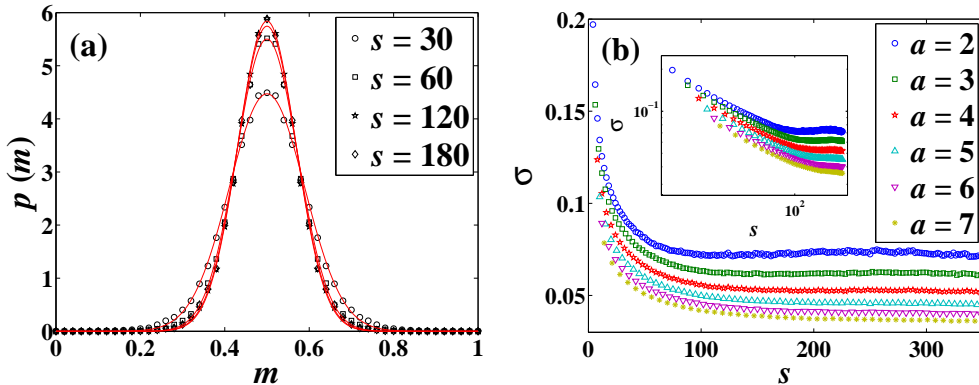 (a)
s = 30
s = 60
s = 120
s = 180
p (m)
6
5
4
3
2
1
0
0 0.2 0.4 0.6 0.8 1
m
(b)
a = 2
a = 3
a = 4
a = 5
a = 6
a = 7
σ
0.2
0.15
0.1
0.05
0 100 200 300
s
σ
10⁻¹
10²
s